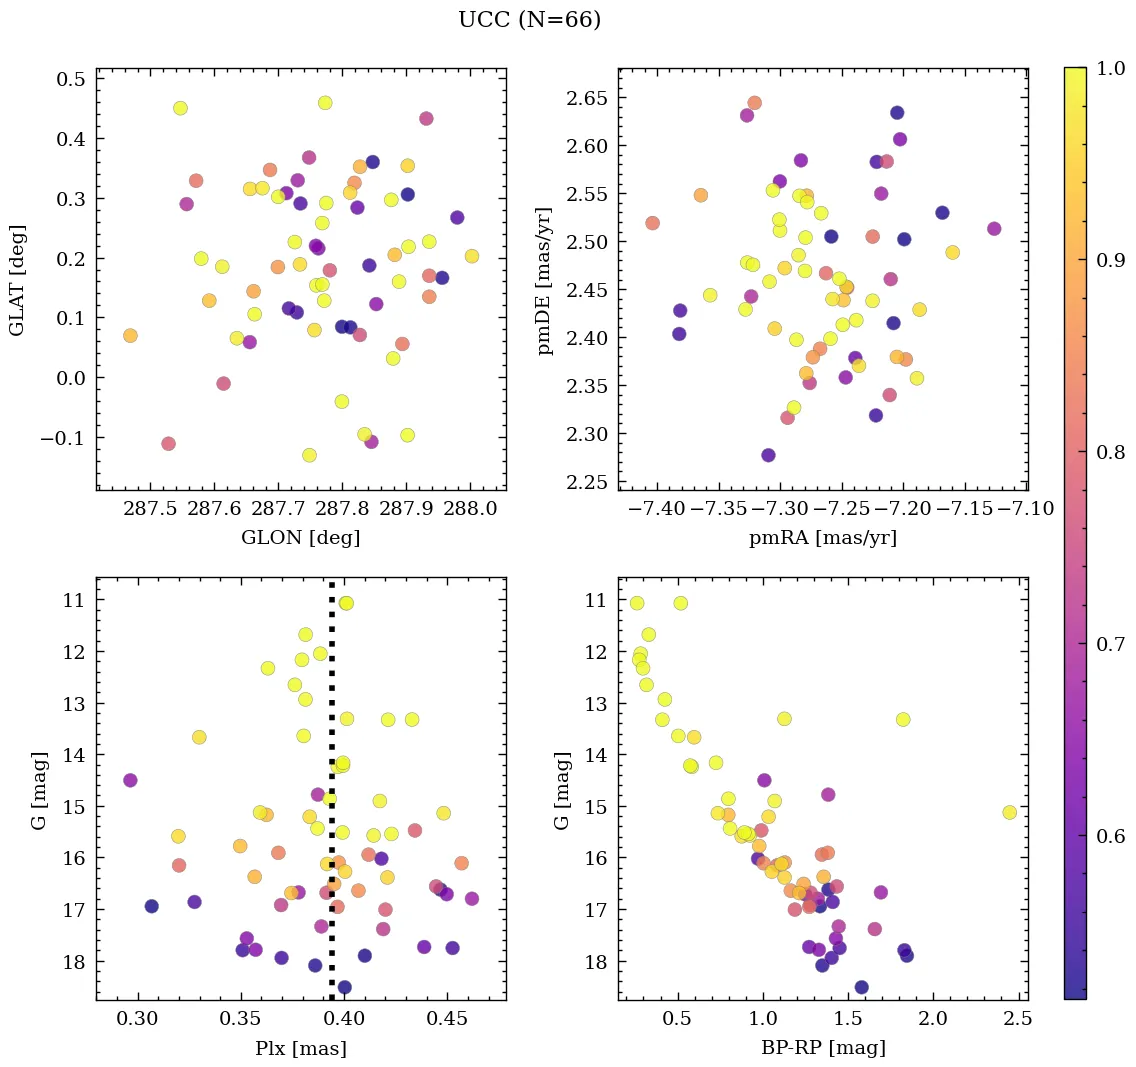 UCC (N=66)
0.5
0.4
0.3
0.2
0.1
0.0
−0.1
GLAT [deg]
287.5 287.6 287.7 287.8 287.9 288.0
GLON [deg]
2.65
2.60
2.55
2.50
2.45
2.40
2.35
2.30
2.25
pmDE [mas/yr]
−7.40 −7.35 −7.30 −7.25 −7.20 −7.15 −7.10
pmRA [mas/yr]
1.0
0.9
0.8
0.7
0.6
11
12
13
14
15
16
17
18
G [mag]
0.30 0.35 0.40 0.45
Plx [mas]
11
12
13
14
15
16
17
18
G [mag]
0.5 1.0 1.5 2.0 2.5
BP-RP [mag]